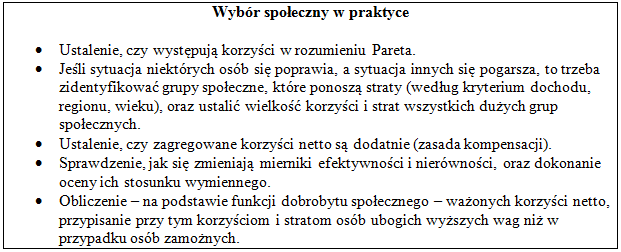 Wybór społeczny w praktyce
• Ustalenie, czy występują korzyści w rozumieniu Pareta.
• Jeśli sytuacja niektórych osób się poprawia, a sytuacja innych się pogarsza, to trzeba
zidentyfikować grupy społeczne, które ponoszą straty (według kryterium dochodu,
regionu, wieku), oraz ustalić wielkość korzyści i strat wszystkich dużych grup
społecznych.
• Ustalenie, czy zagregowane korzyści netto są dodatnie (zasada kompensacji).
• Sprawdzenie, jak się zmieniają mierniki efektywności i nierówności, oraz dokonanie
oceny ich stosunku wymiennego.
• Obliczenie – na podstawie funkcji dobrobytu społecznego – ważonych korzyści netto,
przypisanie przy tym korzyściom i stratom osób ubogich wyższych wag niż w
przypadku osób zamożnych.